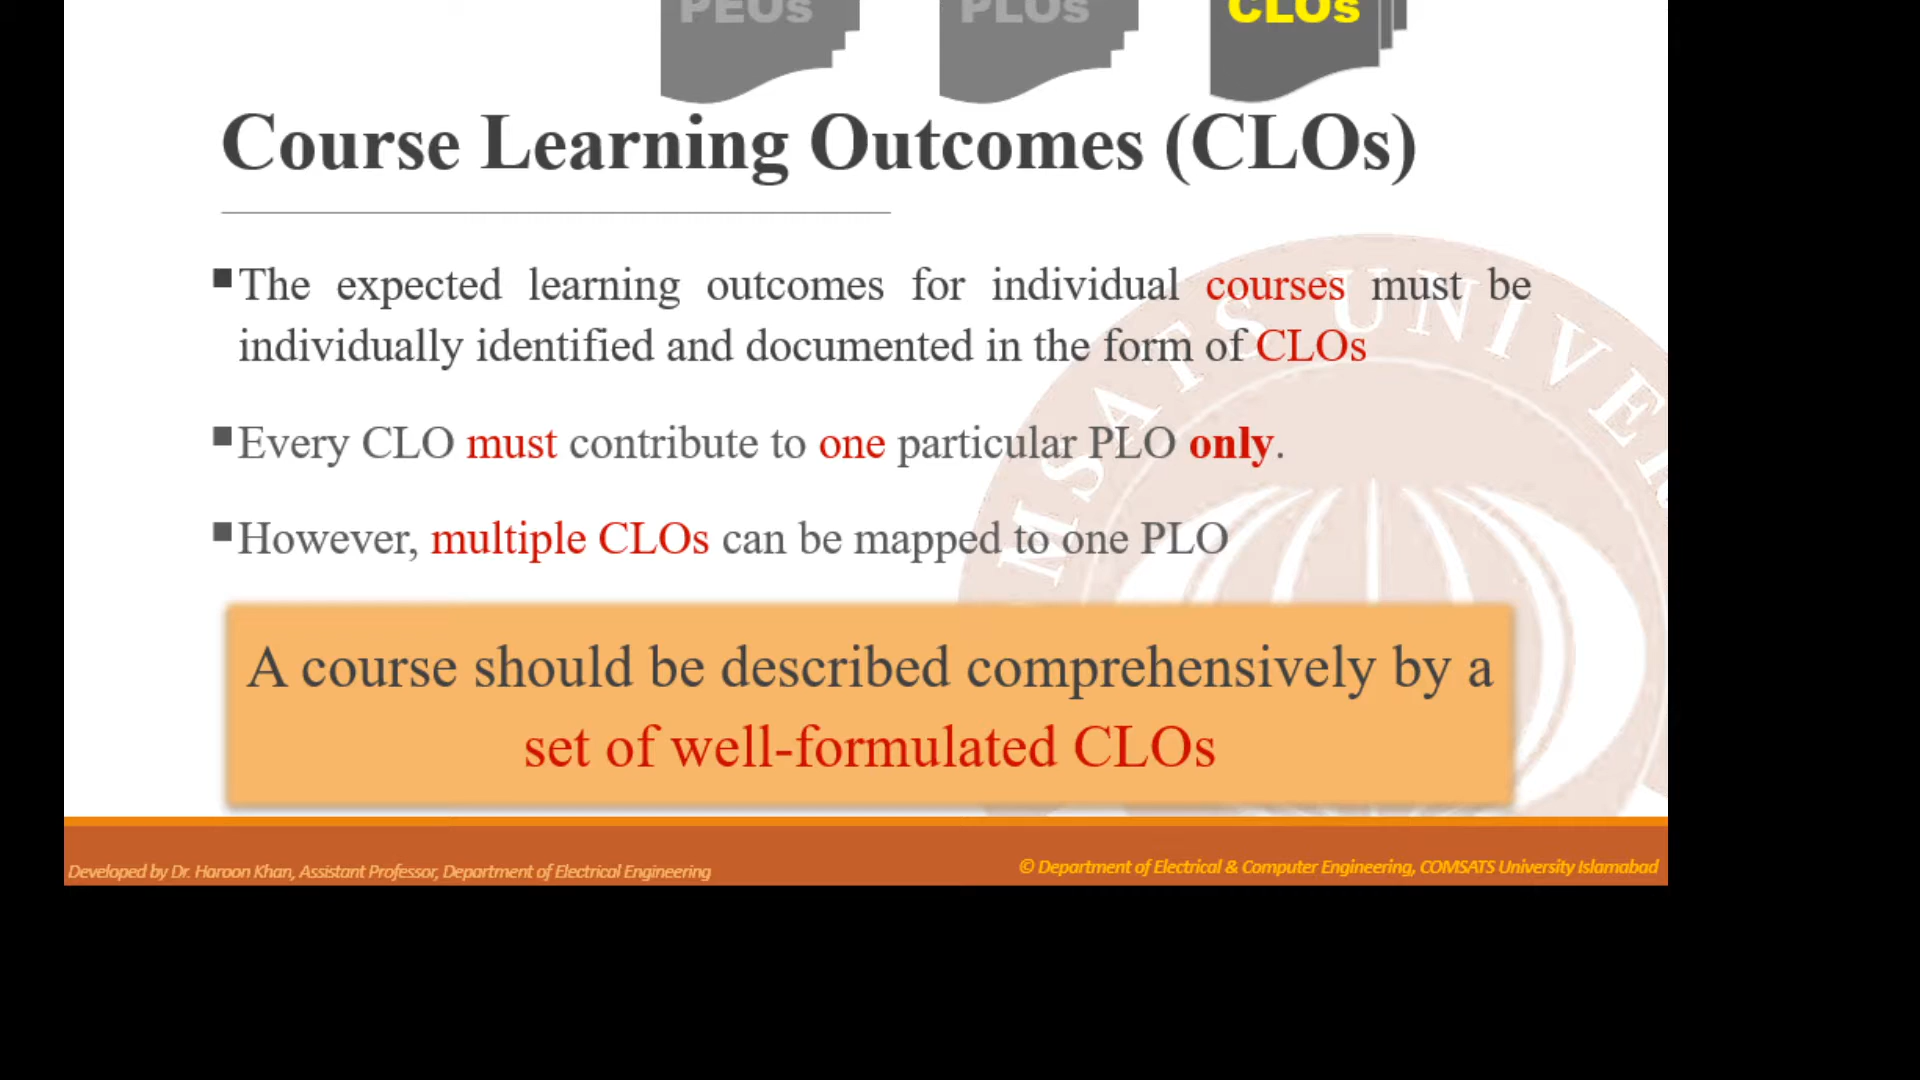 PEOs PLOs CLOs
Course Learning Outcomes (CLOs)
The expected learning outcomes for individual courses must be
individually identified and documented in the form of CLOs
Every CLO must contribute to one particular PLO only.
However, multiple CLOs can be mapped to one PLO
A course should be described comprehensively by a
set of well-formulated CLOs
Developed by Dr. Haroon Khan, Assistant Professor, Department of Electrical Engineering
© Department of Electrical & Computer Engineering, COMSATS University Islamabad
MSATS UNIVER